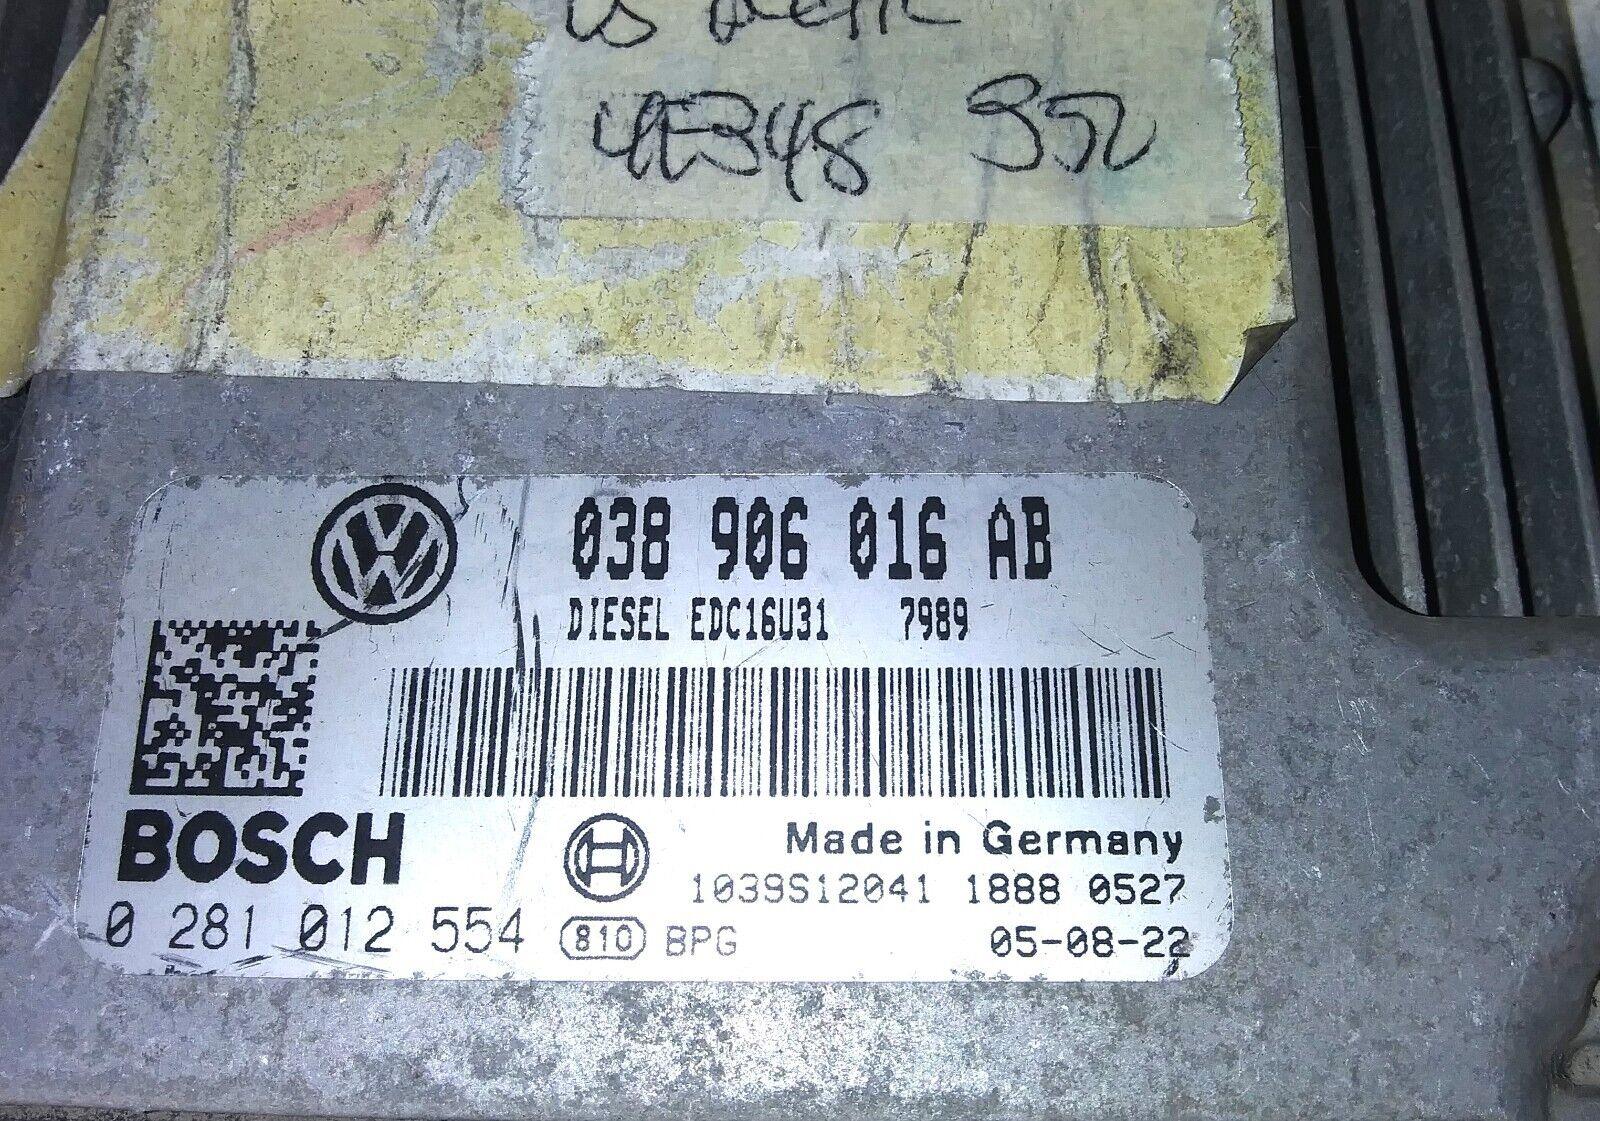 4E348 952
038 906 016 AB
DIESEL EDC16U31 7989
BOSCH
Made in Germany
1039S12041 1888 0527
0 281 012 554
810 BPG
05-08-22